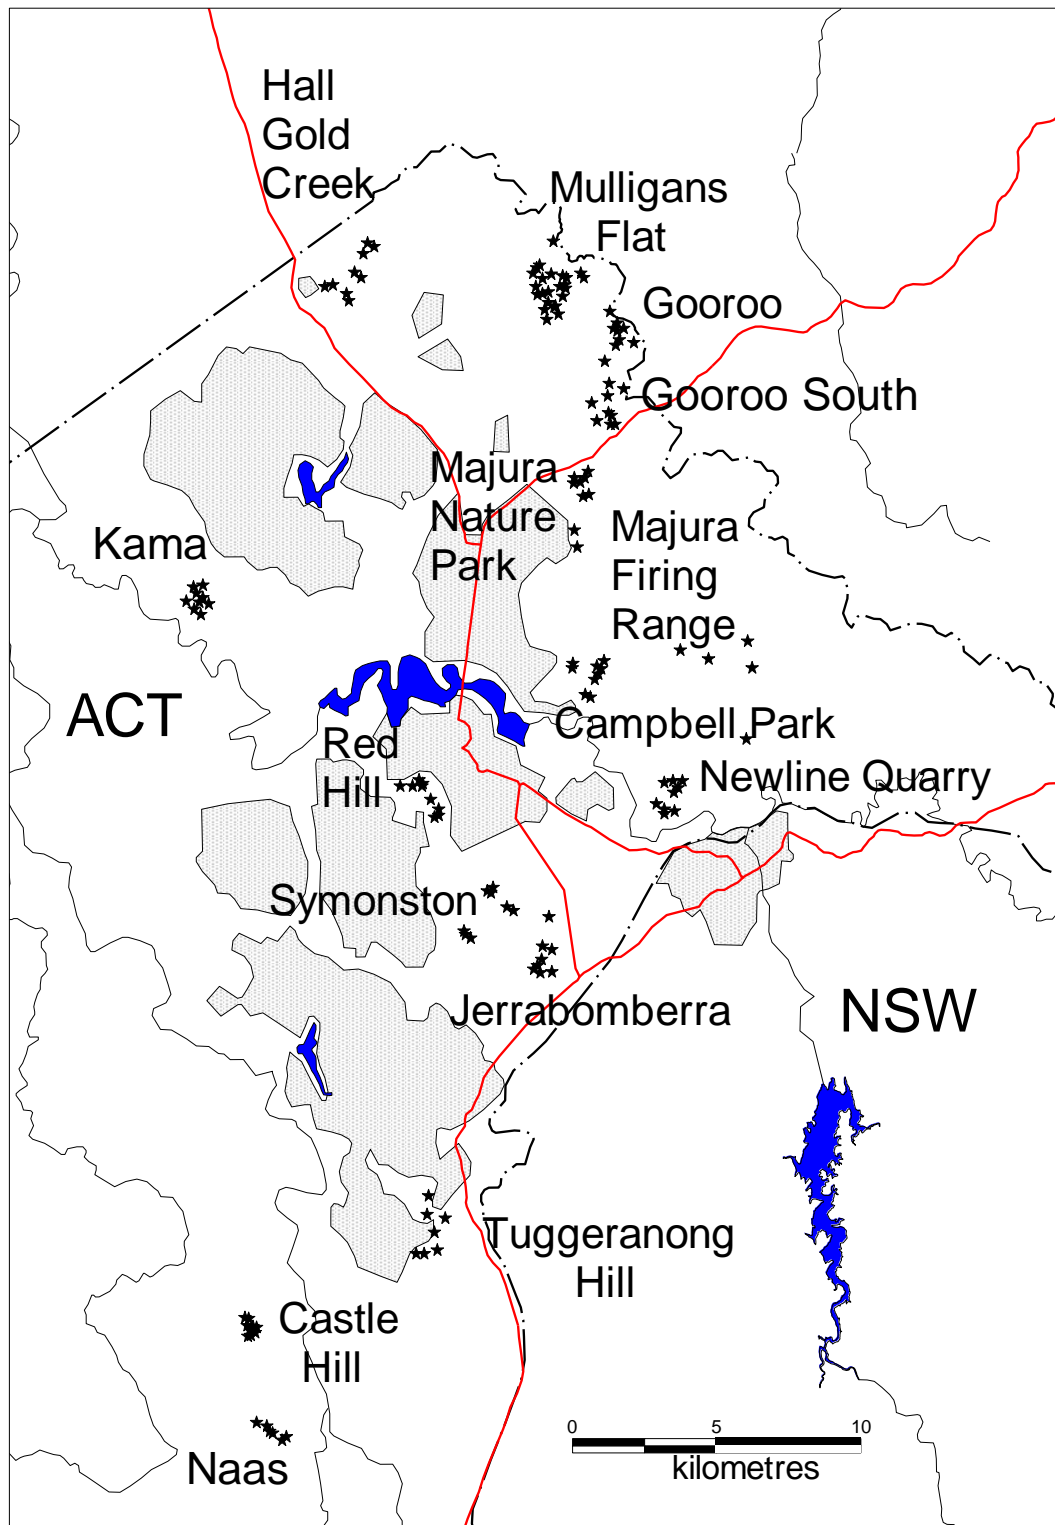 Hall
Gold
Creek
Mulligans
Flat
Gooroo
Gooroo South
Majura
Nature
Park
Majura
Firing
Range
Kama
ACT
Red
Hill
Campbell Park
Newline Quarry
Symonston
Jerrabomberra
NSW
Tuggeranong
Hill
Castle
Hill
Naas
0 5 10
kilometres